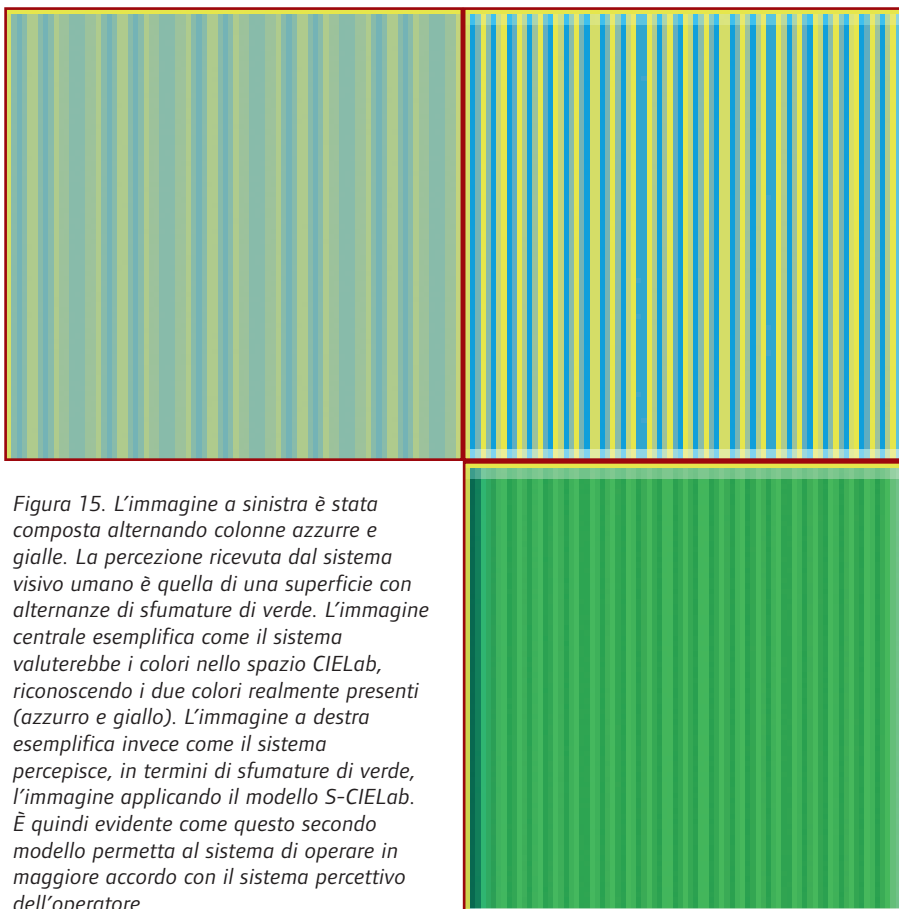 Figura 15. L'immagine a sinistra è stata
composta alternando colonne azzurre e
gialle. La percezione ricevuta dal sistema
visivo umano è quella di una superficie con
alternanze di sfumature di verde. L'immagine
centrale esemplifica come il sistema
valuterebbe i colori nello spazio CIELab,
riconoscendo i due colori realmente presenti
(azzurro e giallo). L'immagine a destra
esemplifica invece come il sistema
percepisce, in termini di sfumature di verde,
l'immagine applicando il modello S-CIELab.
È quindi evidente come questo secondo
modello permetta al sistema di operare in
maggiore accordo con il sistema percettivo
dell'operatore